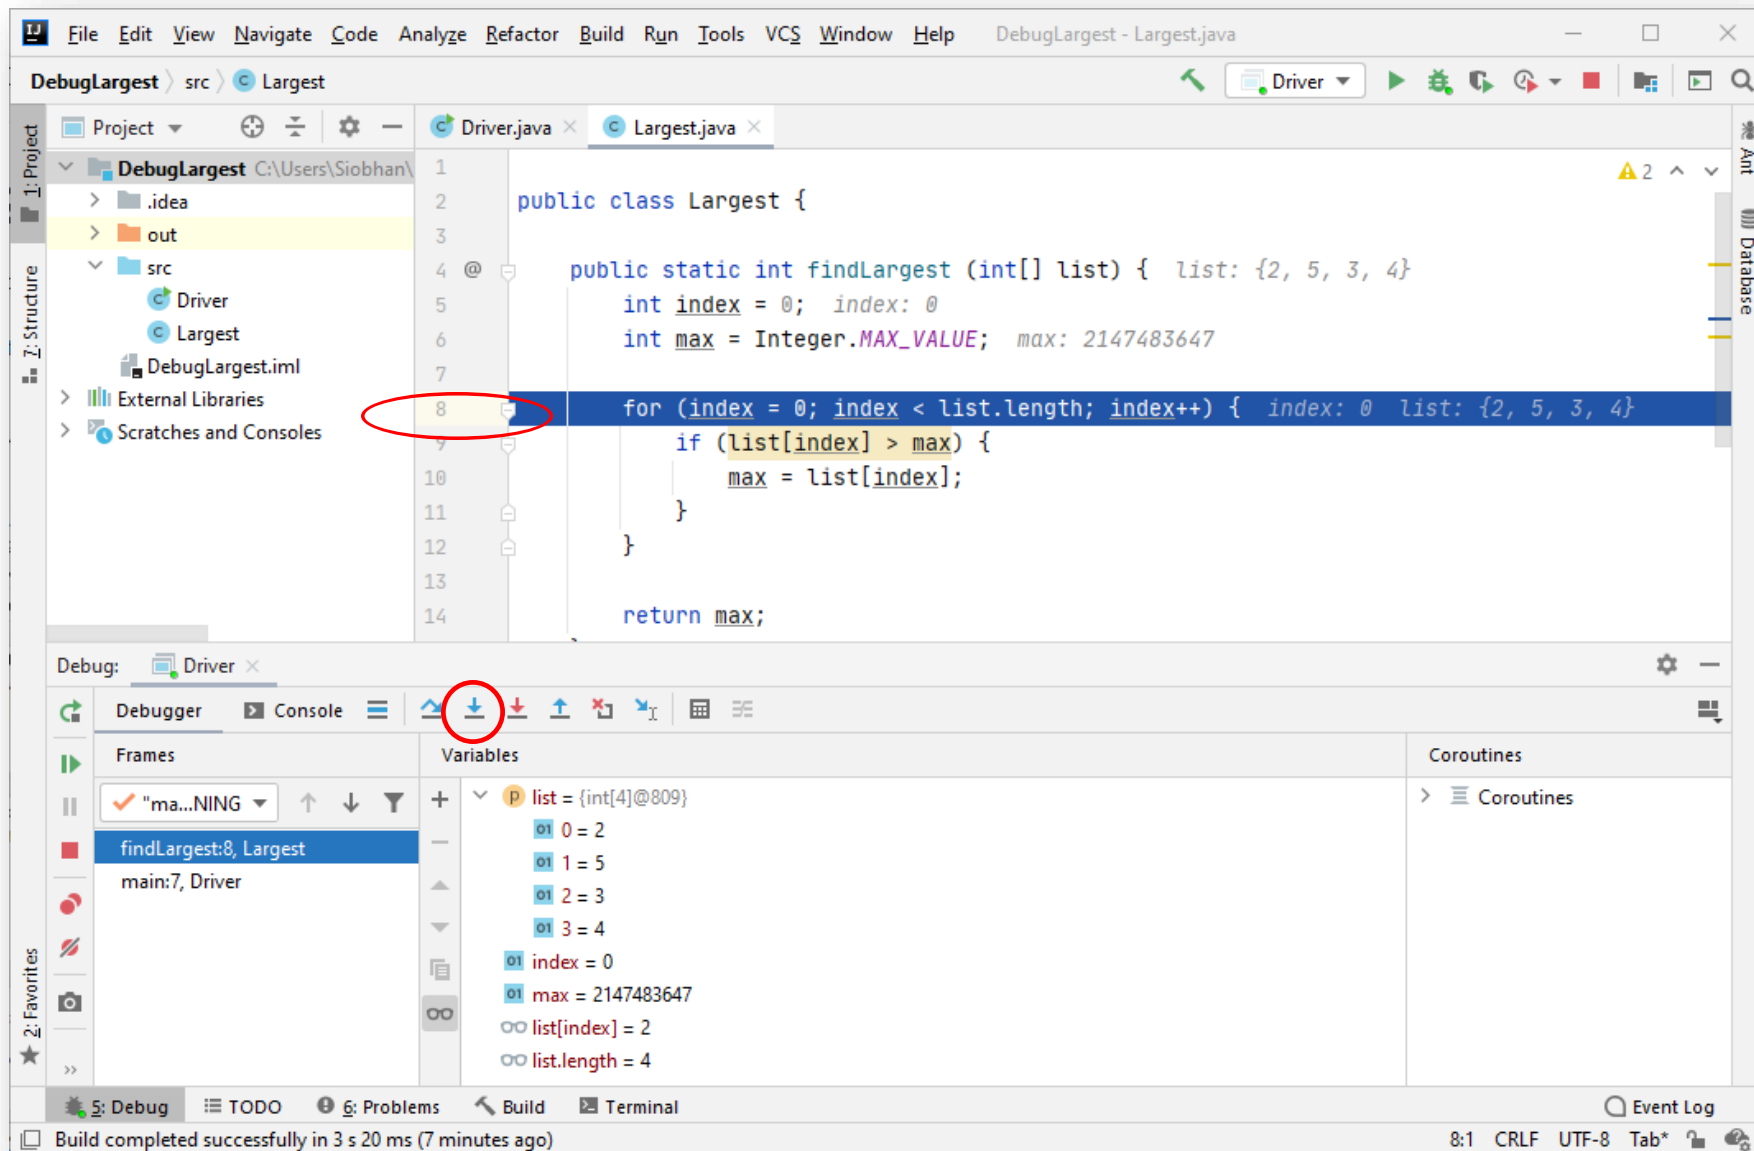 File Edit View Navigate Code Analyze Refactor Build Run Tools VCS Window Help DebugLargest - Largest.java
DebugLargest src Largest
Driver
Project
Driver.java
Largest.java
1: Project
7: Structure
2: Favorites
Ant
Database
DebugLargest C:\Users\Siobhan\
.idea
out
src
Driver
Largest
DebugLargest.iml
External Libraries
Scratches and Consoles
2
1
2 public class Largest {
3
4 @ public static int findLargest (int[] list) { list: {2, 5, 3, 4}
5 int index = 0; index: 0
6 int max = Integer.MAX_VALUE; max: 2147483647
7
8 for (index = 0; index < list.length; index++) { index: 0 list: {2, 5, 3, 4}
9 if (list[index] > max) {
10 max = list[index];
11 }
12 }
13
14 return max;
Debug: Driver
Debugger Console
Frames
Variables
Coroutines
"ma...NING
findLargest:8, Largest
main:7, Driver
list = {int[4]@809}
0 = 2
1 = 5
2 = 3
3 = 4
index = 0
max = 2147483647
list[index] = 2
list.length = 4
Coroutines
5: Debug TODO 6: Problems Build Terminal Event Log
Build completed successfully in 3 s 20 ms (7 minutes ago) 8:1 CRLF UTF-8 Tab*